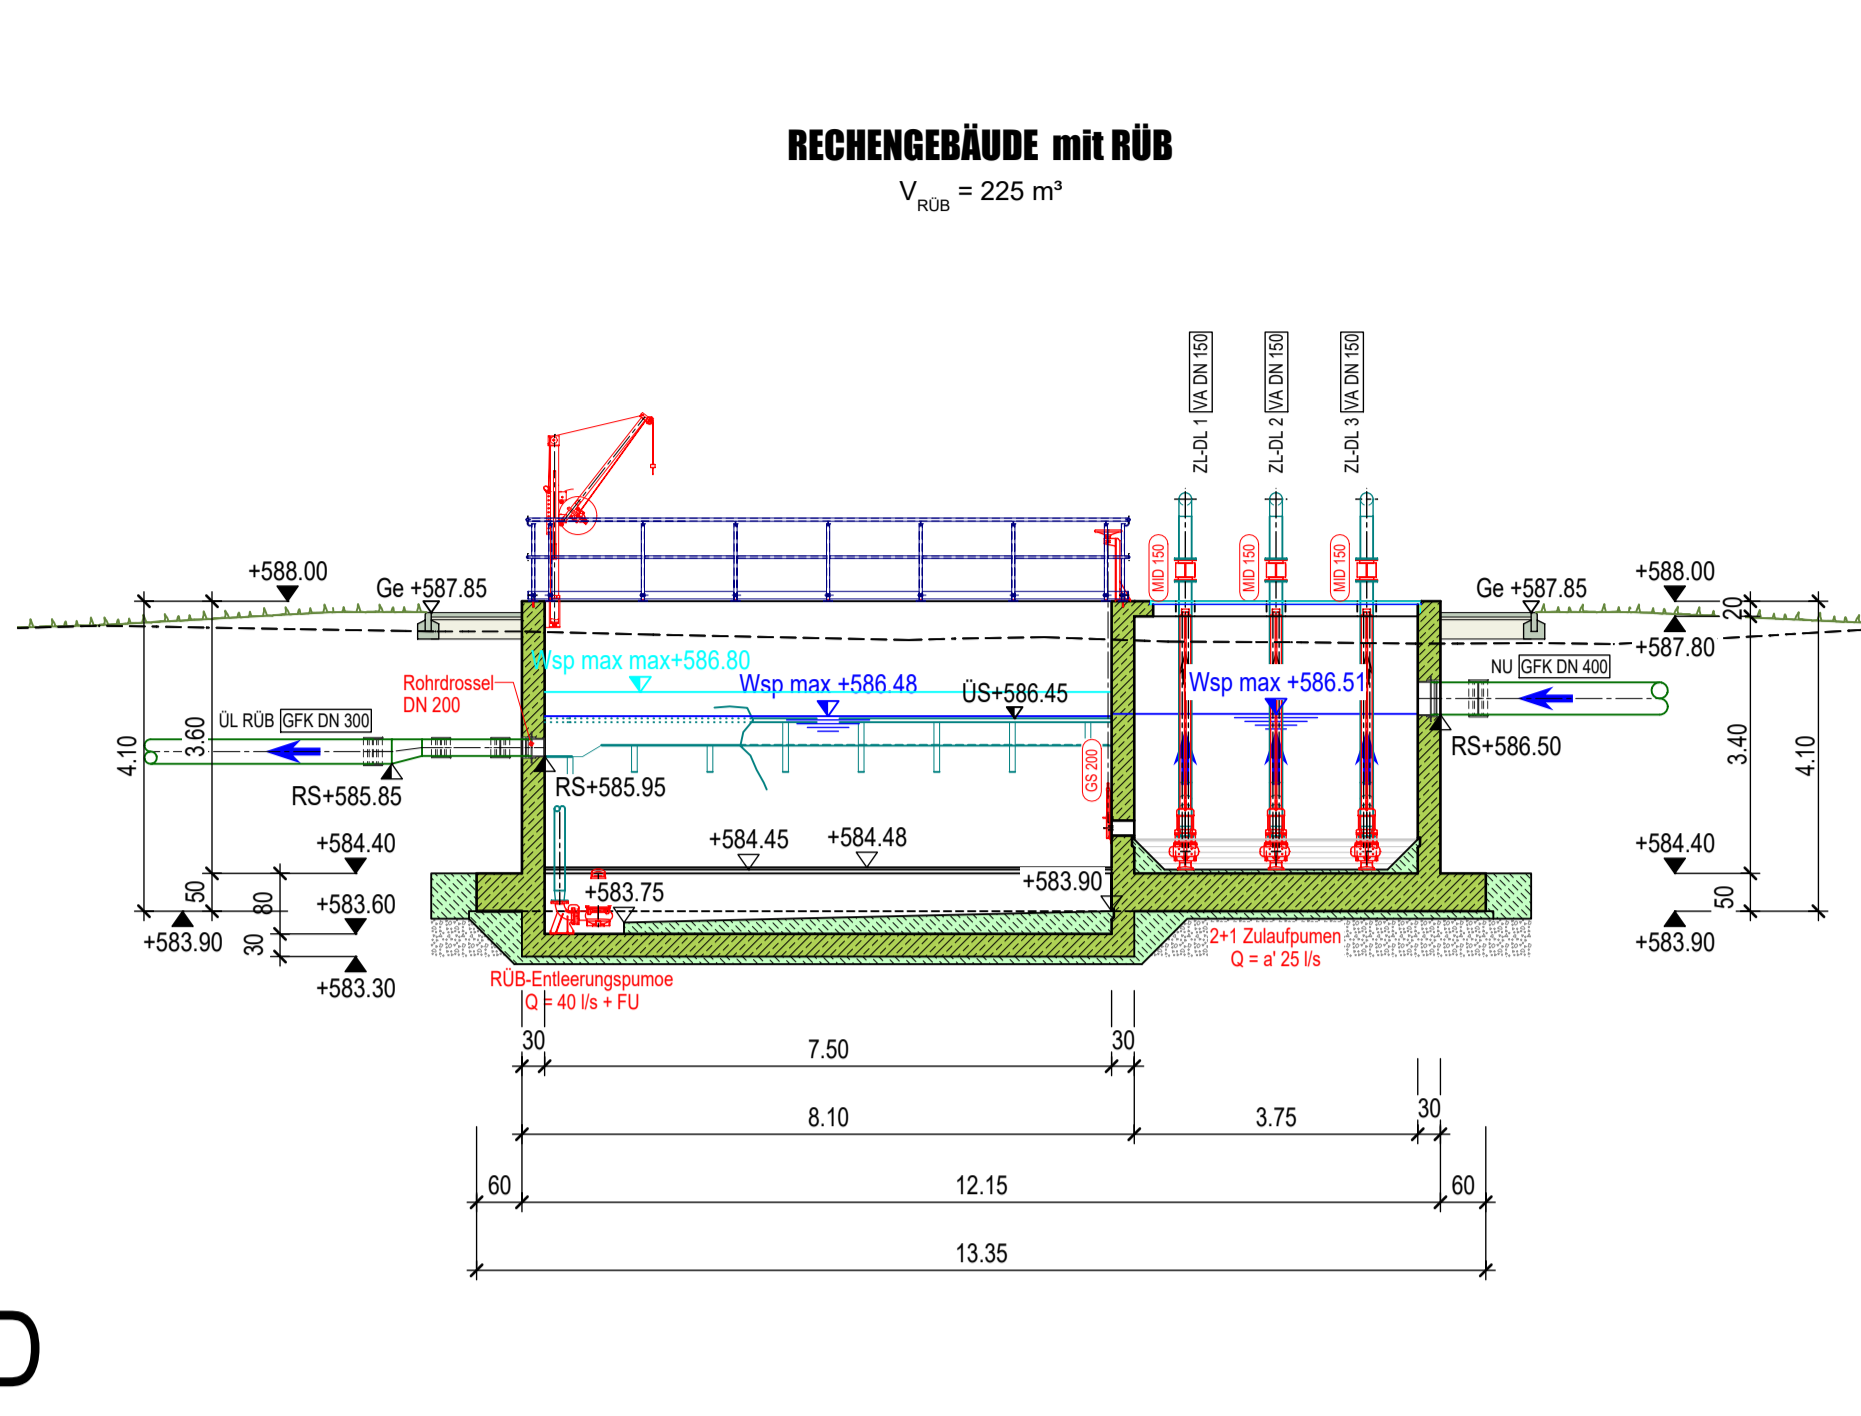 RECHENGEBÄUDE mit RÜB
VRÜB = 225 m³
ZL-DL 1 VA DN 150
ZL-DL 2 VA DN 150
ZL-DL 3 VA DN 150
MID 150
MID 150
MID 150
+588.00
Ge +587.85
Ge +587.85
+588.00
20
+587.80
Wsp max max+586.80
Wsp max +586.48
ÜS+586.45
Wsp max +586.51
NU GFK DN 400
RS+586.50
Rohrdrossel
DN 200
ÜL RÜB GFK DN 300
4.10
3.60
RS+585.85
RS+585.95
GS 200
3.40
4.10
+584.40
+584.45
+584.48
+584.40
50
80
+583.60
+583.75
+583.90
50
+583.90
30
+583.30
+583.90
2+1 Zulaufpumen
Q = a' 25 l/s
RÜB-Entleerungspumoe
Q = 40 l/s + FU
30
7.50
30
8.10
3.75
30
60
12.15
60
13.35
D